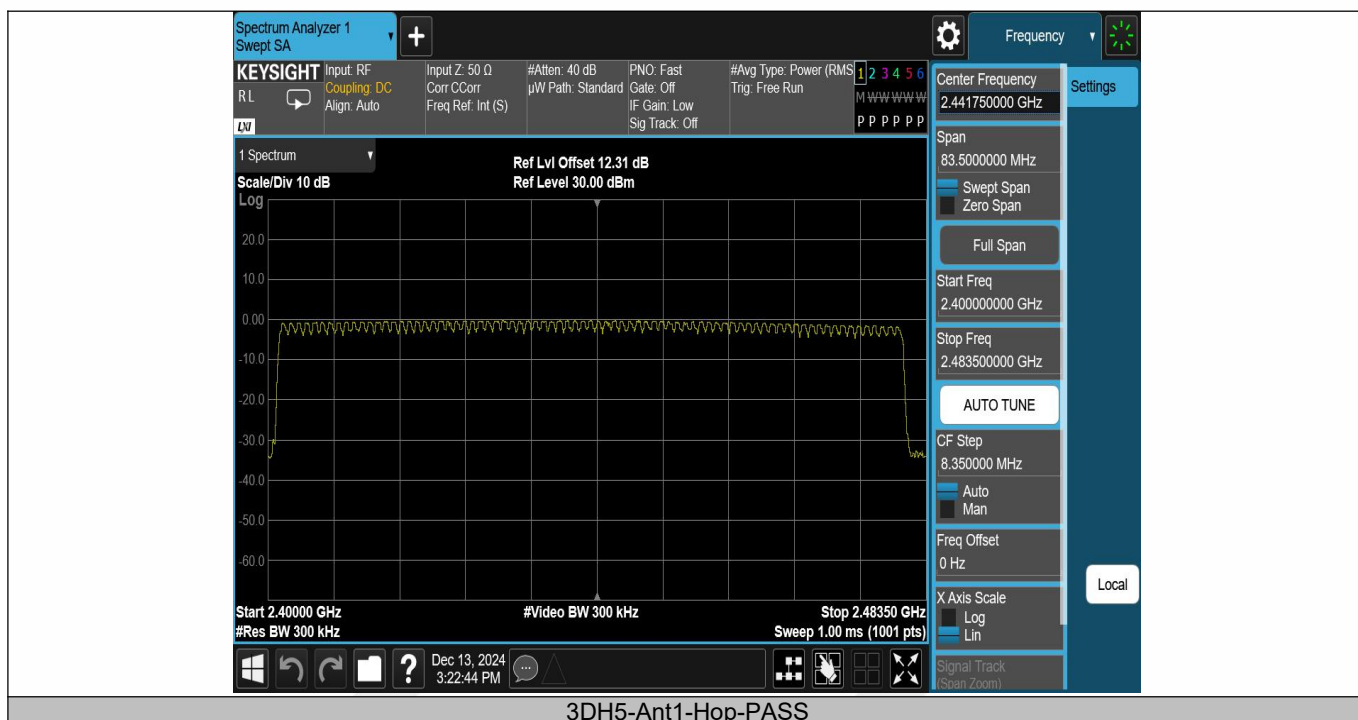 Spectrum Analyzer 1
Swept SA
Frequency
KEYSIGHT
R L
LXI
Input: RF
Coupling: DC
Align: Auto
Input Z: 50 Ω
Corr CCorr
Freq Ref: Int (S)
#Atten: 40 dB
µW Path: Standard
PNO: Fast
Gate: Off
IF Gain: Low
Sig Track: Off
#Avg Type: Power (RMS
Trig: Free Run
1 2 3 4 5 6
M W W W W W
P P P P P P
1 Spectrum
Scale/Div 10 dB
Log
Ref Lvl Offset 12.31 dB
Ref Level 30.00 dBm
20.0
10.0
0.00
-10.0
-20.0
-30.0
-40.0
-50.0
-60.0
Start 2.40000 GHz
#Res BW 300 kHz
#Video BW 300 kHz
Stop 2.48350 GHz
Sweep 1.00 ms (1001 pts)
Center Frequency
2.441750000 GHz
Settings
Span
83.5000000 MHz
Swept Span
Zero Span
Full Span
Start Freq
2.400000000 GHz
Stop Freq
2.483500000 GHz
AUTO TUNE
CF Step
8.350000 MHz
Auto
Man
Freq Offset
0 Hz
Local
X Axis Scale
Log
Lin
Signal Track
(Span Zoom)
?
Dec 13, 2024
3:22:44 PM
3DH5-Ant1-Hop-PASS